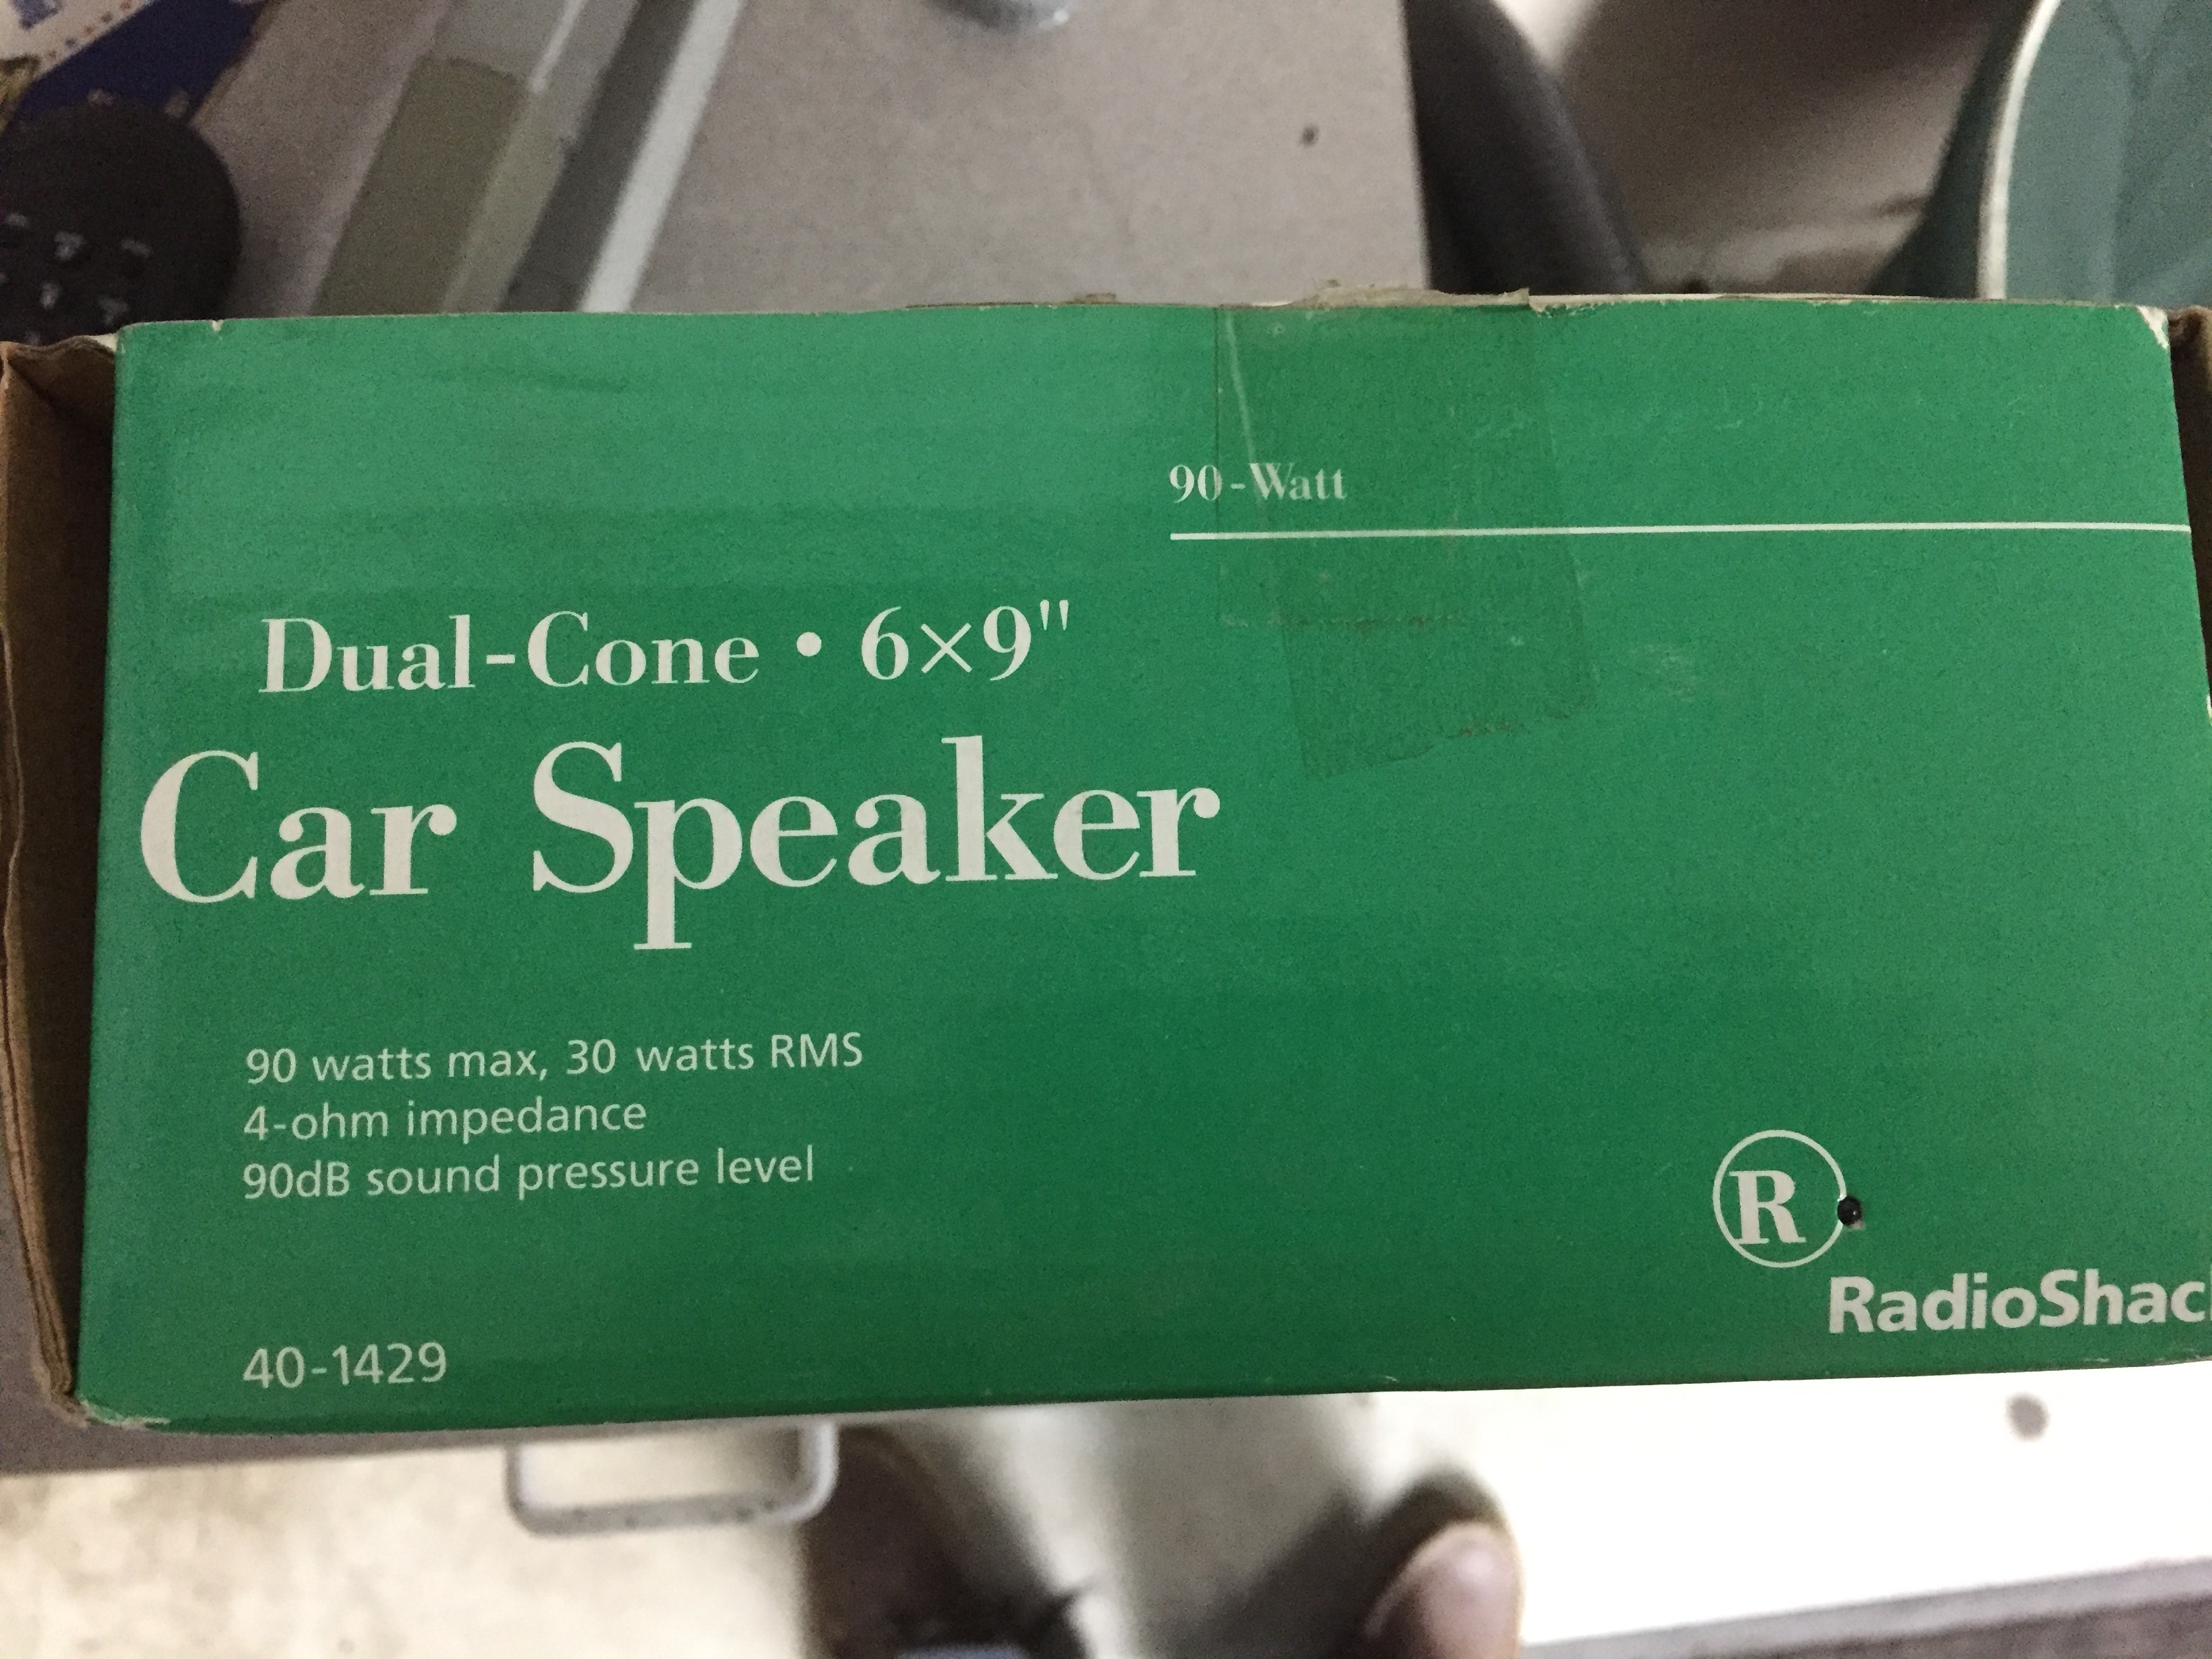 90-Watt
Dual-Cone • 6×9"
Car Speaker
90 watts max, 30 watts RMS
4-ohm impedance
90dB sound pressure level
R
RadioShac
40-1429